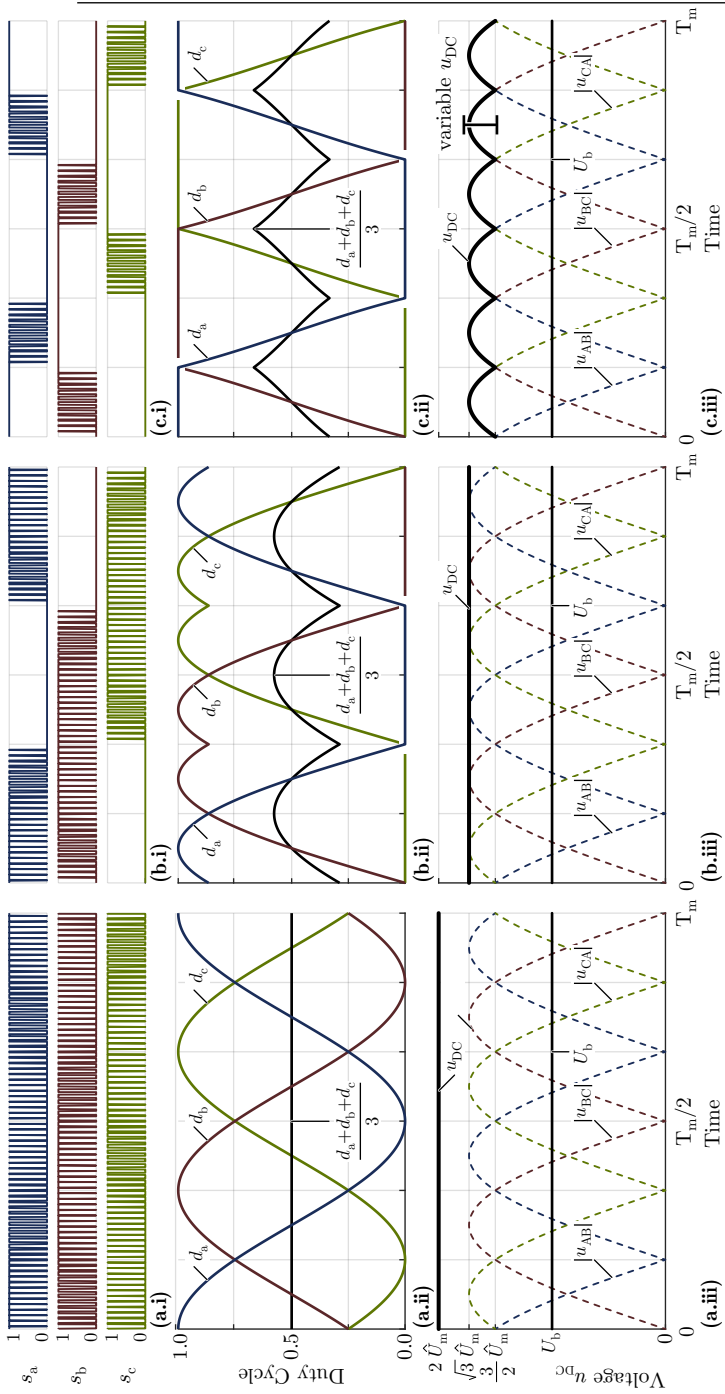 s_a 1 0
s_b 1 0
s_c 1 0
(a.i) (b.i) (c.i)
Duty Cycle
1.0
0.5
0.0
d_a d_b d_c
(d_a+d_b+d_c)/3
d_a d_b d_c
(d_a+d_b+d_c)/3
d_a d_b d_c
(d_a+d_b+d_c)/3
(a.ii) (b.ii) (c.ii)
Voltage u_DC
2 Û_m
√3 Û_m
3/2 Û_m
U_b
u_DC
|u_AB| |u_BC| U_b |u_CA|
u_DC
|u_AB| |u_BC| U_b |u_CA|
u_DC variable u_DC
|u_AB| |u_BC| U_b |u_CA|
0 T_m/2 T_m
0 T_m/2 T_m
0 T_m/2 T_m
(a.iii) Time
(b.iii) Time
(c.iii) Time